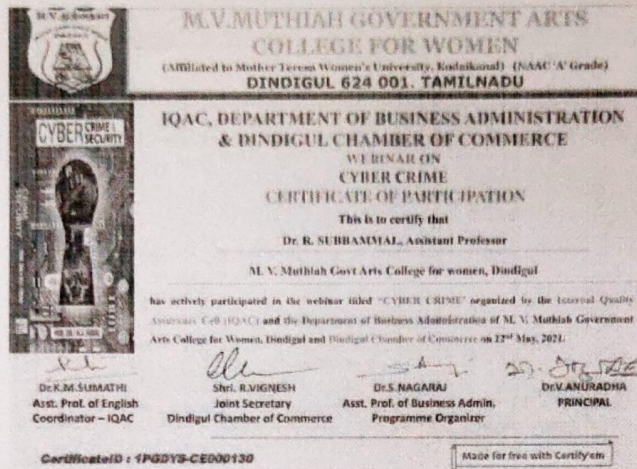 M.V.MUTHIAH GOVERNMENT ARTS
COLLEGE FOR WOMEN
(Affiliated to Mother Teresa Women's University, Kodaikanal) (NAAC 'A' Grade)
DINDIGUL 624 001. TAMILNADU
CYBER CRIME &
SECURITY
IQAC, DEPARTMENT OF BUSINESS ADMINISTRATION
& DINDIGUL CHAMBER OF COMMERCE
WEBINAR ON
CYBER CRIME
CERTIFICATE OF PARTICIPATION
This is to certify that
Dr. R. SUBBAMMAL, Assistant Professor
M. V. Muthiah Govt Arts College for women, Dindigul
has actively participated in the webinar titled "CYBER CRIME" organized by the Internal Quality
Assurance Cell (IQAC) and the Department of Business Administration of M. V. Muthiah Government
Arts College for Women, Dindigul and Dindigul Chamber of Commerce on 22nd May, 2021.
Dr.K.M.SUMATHI
Asst. Prof. of English
Coordinator – IQAC
Shri. R.VIGNESH
Joint Secretary
Dindigul Chamber of Commerce
Dr.S.NAGARAJ
Asst. Prof. of Business Admin,
Programme Organizer
Dr.V.ANURADHA
PRINCIPAL
CertificateID : 1PGDYS-CE000130
Made for free with Certify'em